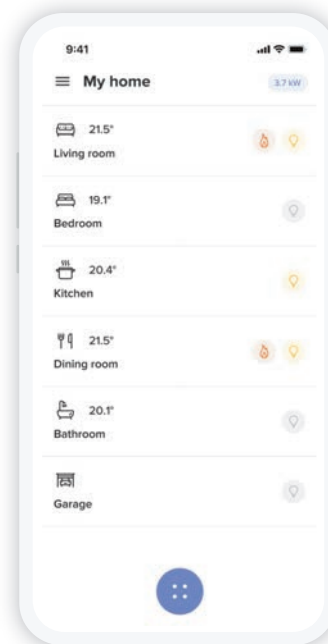 9:41
My home
3.7 kW
21.5°
Living room
19.1°
Bedroom
20.4°
Kitchen
21.5°
Dining room
20.1°
Bathroom
Garage